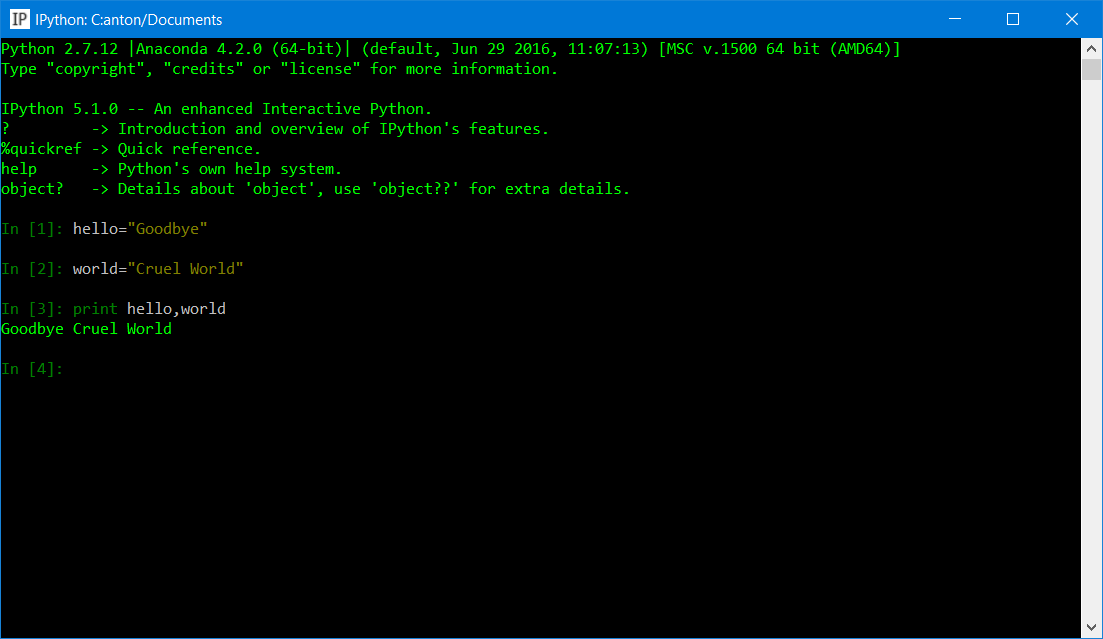 IP IPython: C:anton/Documents
Python 2.7.12 |Anaconda 4.2.0 (64-bit)| (default, Jun 29 2016, 11:07:13) [MSC v.1500 64 bit (AMD64)]
Type "copyright", "credits" or "license" for more information.
IPython 5.1.0 -- An enhanced Interactive Python.
?         -> Introduction and overview of IPython's features.
%quickref -> Quick reference.
help      -> Python's own help system.
object?   -> Details about 'object', use 'object??' for extra details.
In [1]: hello="Goodbye"
In [2]: world="Cruel World"
In [3]: print hello,world
Goodbye Cruel World
In [4]: